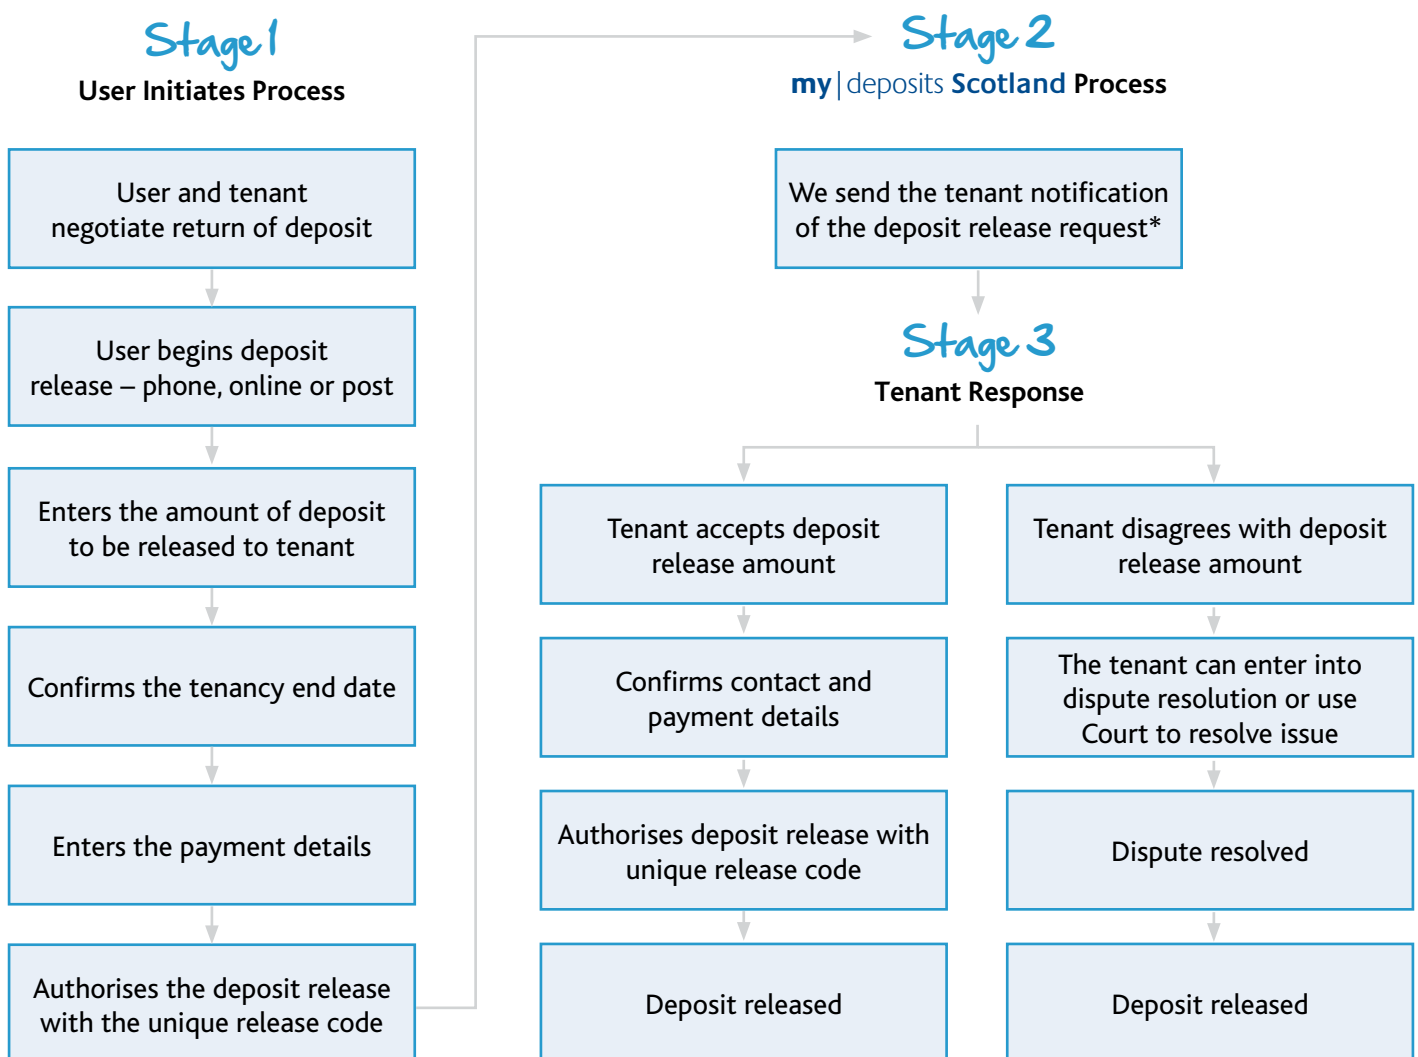 Stage 1
User Initiates Process
User and tenant
negotiate return of deposit
User begins deposit
release – phone, online or post
Enters the amount of deposit
to be released to tenant
Confirms the tenancy end date
Enters the payment details
Authorises the deposit release
with the unique release code
Stage 2
my|deposits Scotland Process
We send the tenant notification
of the deposit release request*
Stage 3
Tenant Response
Tenant accepts deposit
release amount
Confirms contact and
payment details
Authorises deposit release with
unique release code
Deposit released
Tenant disagrees with deposit
release amount
The tenant can enter into
dispute resolution or use
Court to resolve issue
Dispute resolved
Deposit released